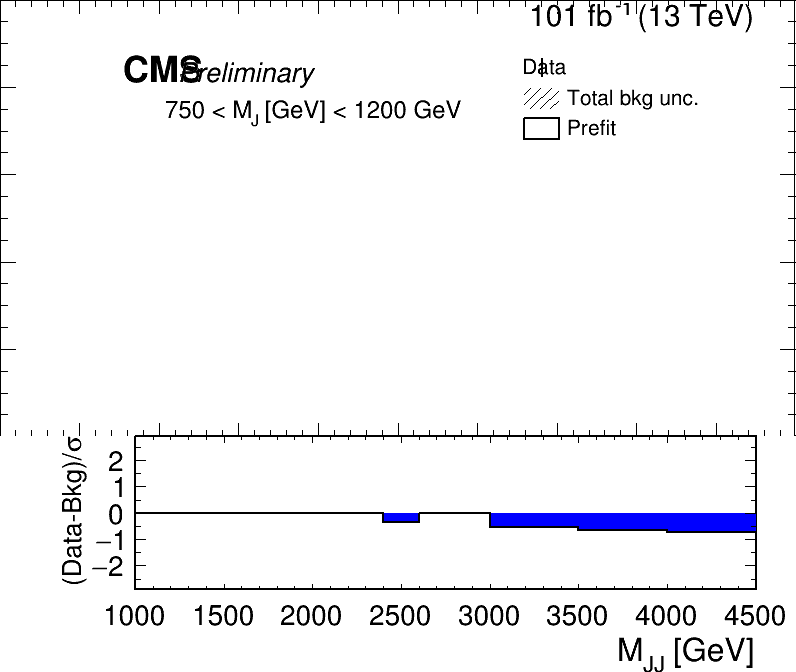 101 fb⁻¹ (13 TeV)
CMS Preliminary
Data
750 < M_J [GeV] < 1200 GeV
Total bkg unc.
Prefit
(Data-Bkg)/σ
2
1
0
−1
−2
1000 1500 2000 2500 3000 3500 4000 4500
M_JJ [GeV]